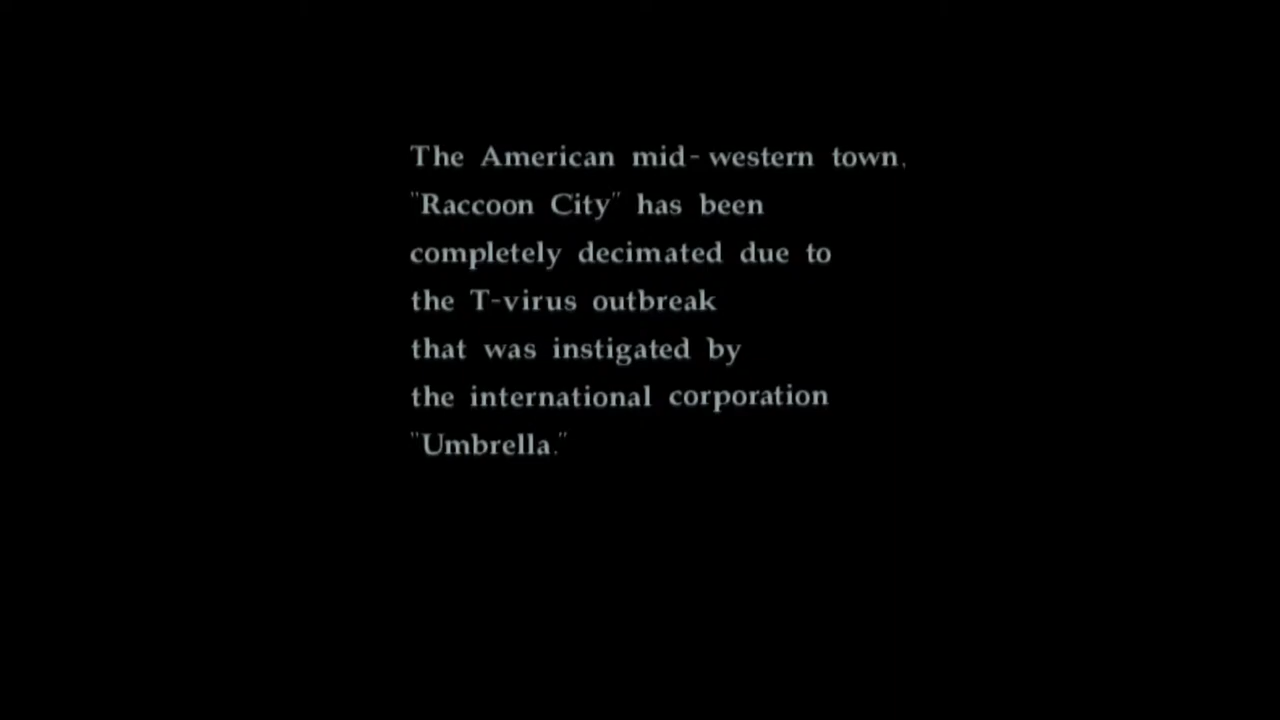 The American mid-western town,
"Raccoon City" has been
completely decimated due to
the T-virus outbreak
that was instigated by
the international corporation
"Umbrella."